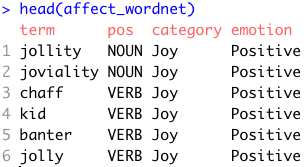 > head(affect_wordnet)
term pos category emotion
1 jollity NOUN Joy Positive
2 joviality NOUN Joy Positive
3 chaff VERB Joy Positive
4 kid VERB Joy Positive
5 banter VERB Joy Positive
6 jolly VERB Joy Positive